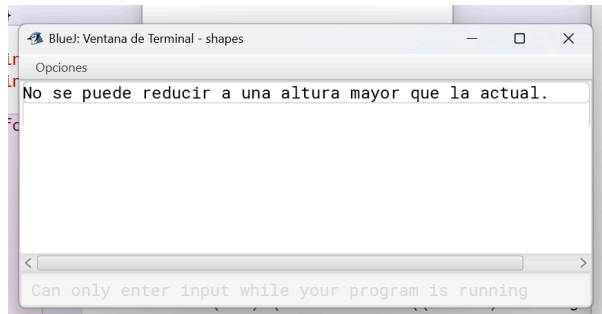 BlueJ: Ventana de Terminal - shapes
Opciones
No se puede reducir a una altura mayor que la actual.
Can only enter input while your program is running